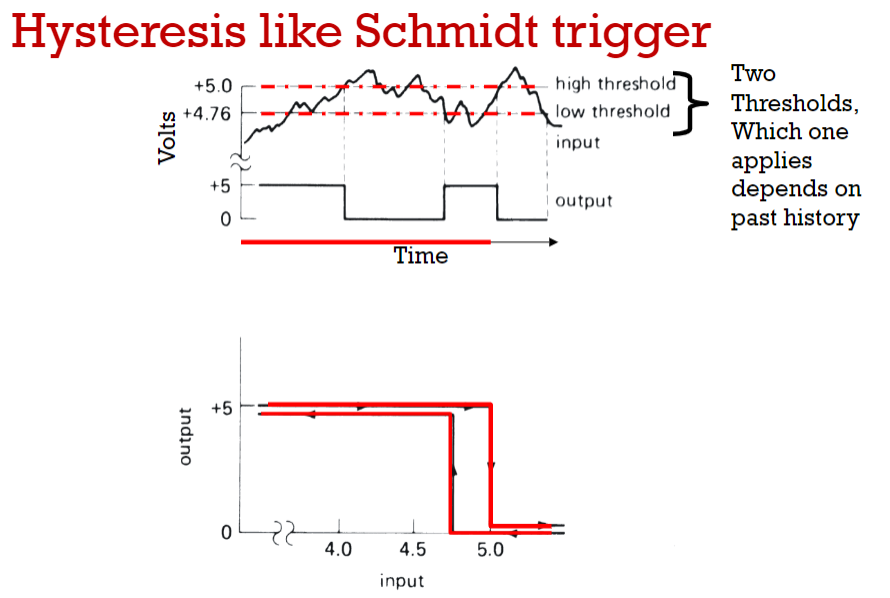 Hysteresis like Schmidt trigger
Volts
+5.0
+4.76
high threshold
low threshold
input
+5
0
output
Time
Two
Thresholds,
Which one
applies
depends on
past history
output
+5
0
4.0
4.5
5.0
input